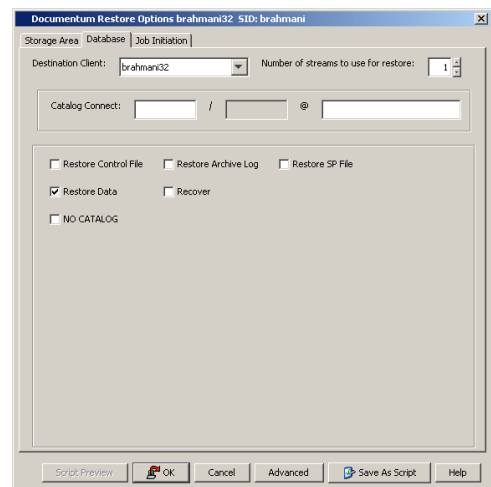 Documentum Restore Options brahmani32 SID: brahmani
Storage Area Database Job Initiation
Destination Client: brahmani32 Number of streams to use for restore: 1
Catalog Connect: / @
Restore Control File Restore Archive Log Restore SP File
Restore Data Recover
NO CATALOG
Script Preview OK Cancel Advanced Save As Script Help